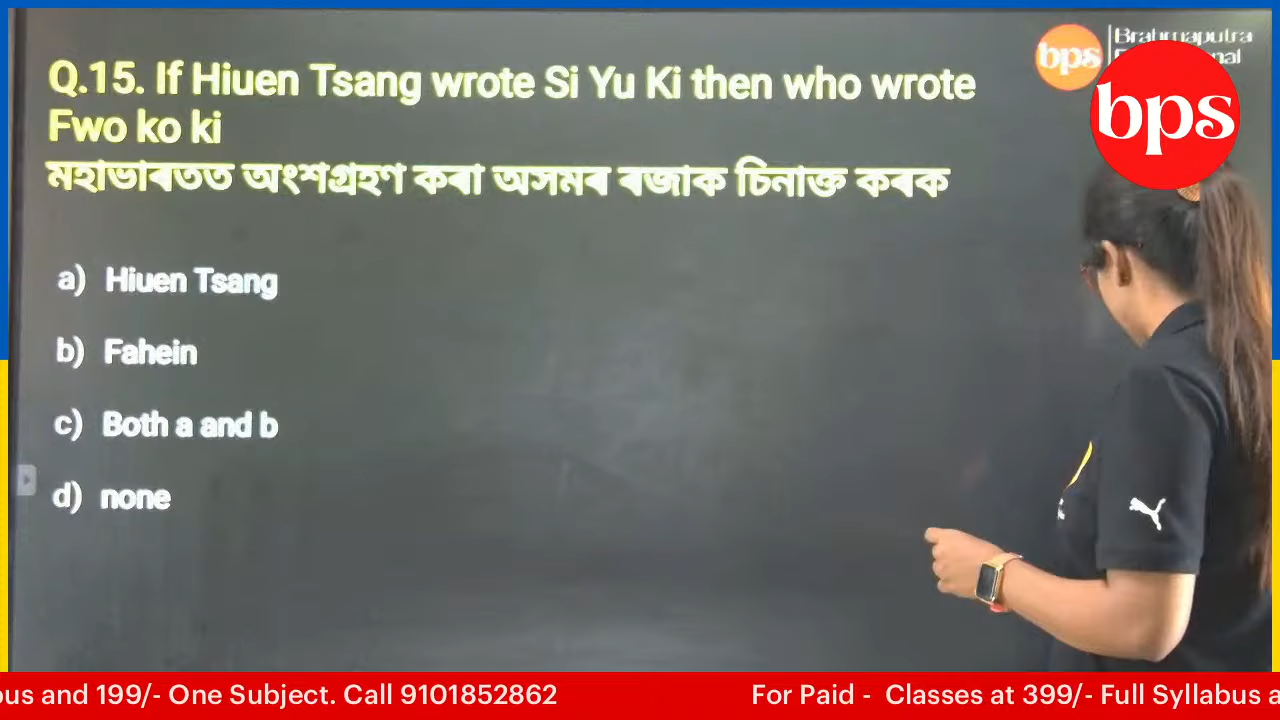 bps
Brahmaputra
bps
Q.15. If Hiuen Tsang wrote Si Yu Ki then who wrote
Fwo ko ki
মহাভাৰতত অংশগ্ৰহণ কৰা অসমৰ ৰজাক চিনাক্ত কৰক
a) Hiuen Tsang
b) Fahein
c) Both a and b
d) none
bus and 199/- One Subject. Call 9101852862 For Paid - Classes at 399/- Full Syllabus a